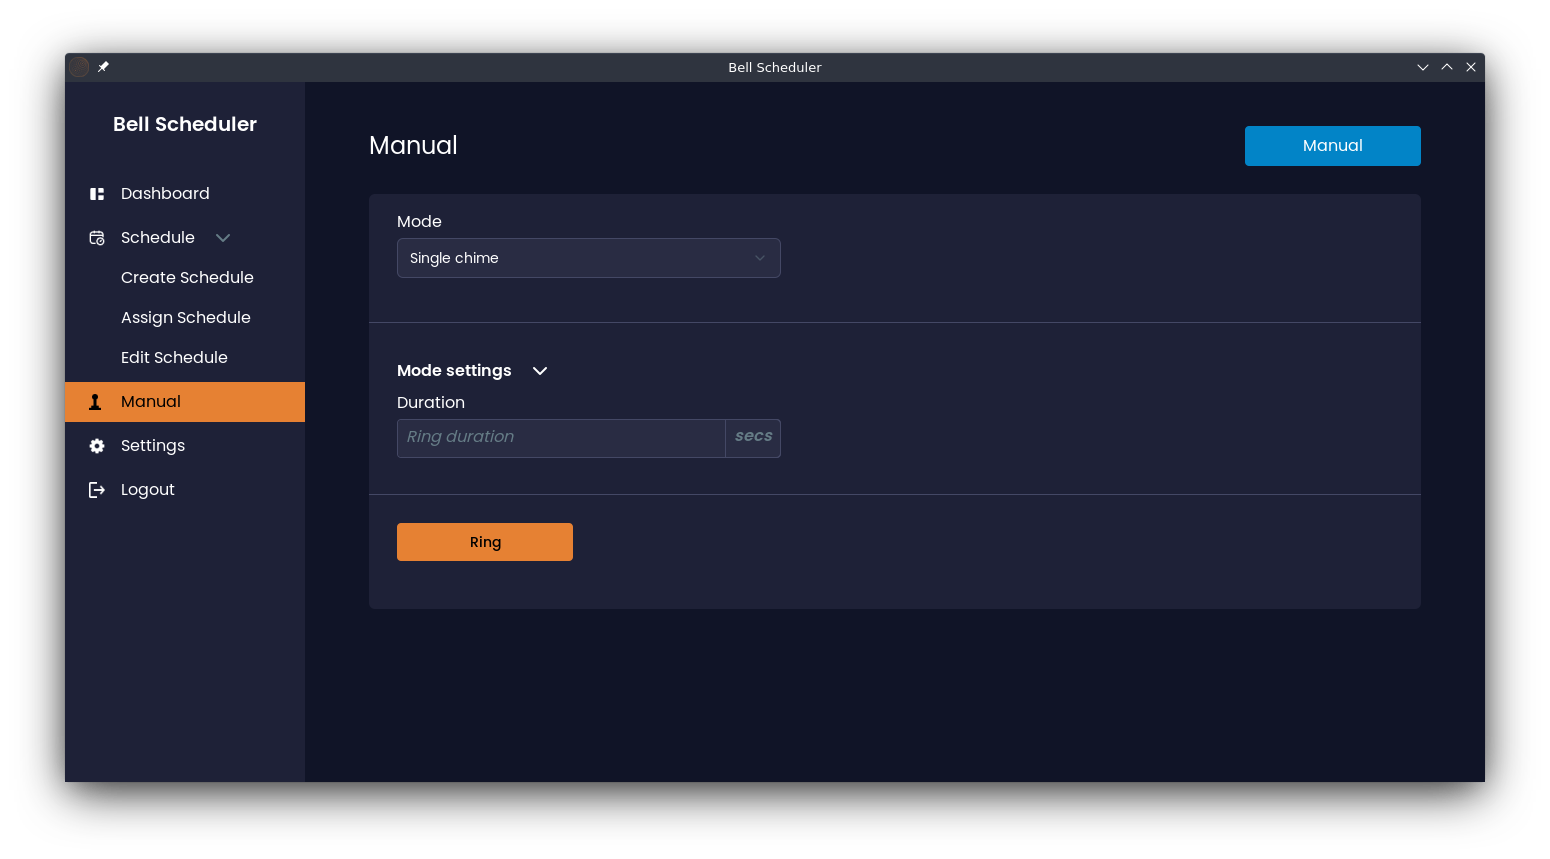 Bell Scheduler
Bell Scheduler
Dashboard
Schedule
Create Schedule
Assign Schedule
Edit Schedule
Manual
Settings
Logout
Manual
Manual
Mode
Single chime
Mode settings
Duration
Ring duration
secs
Ring